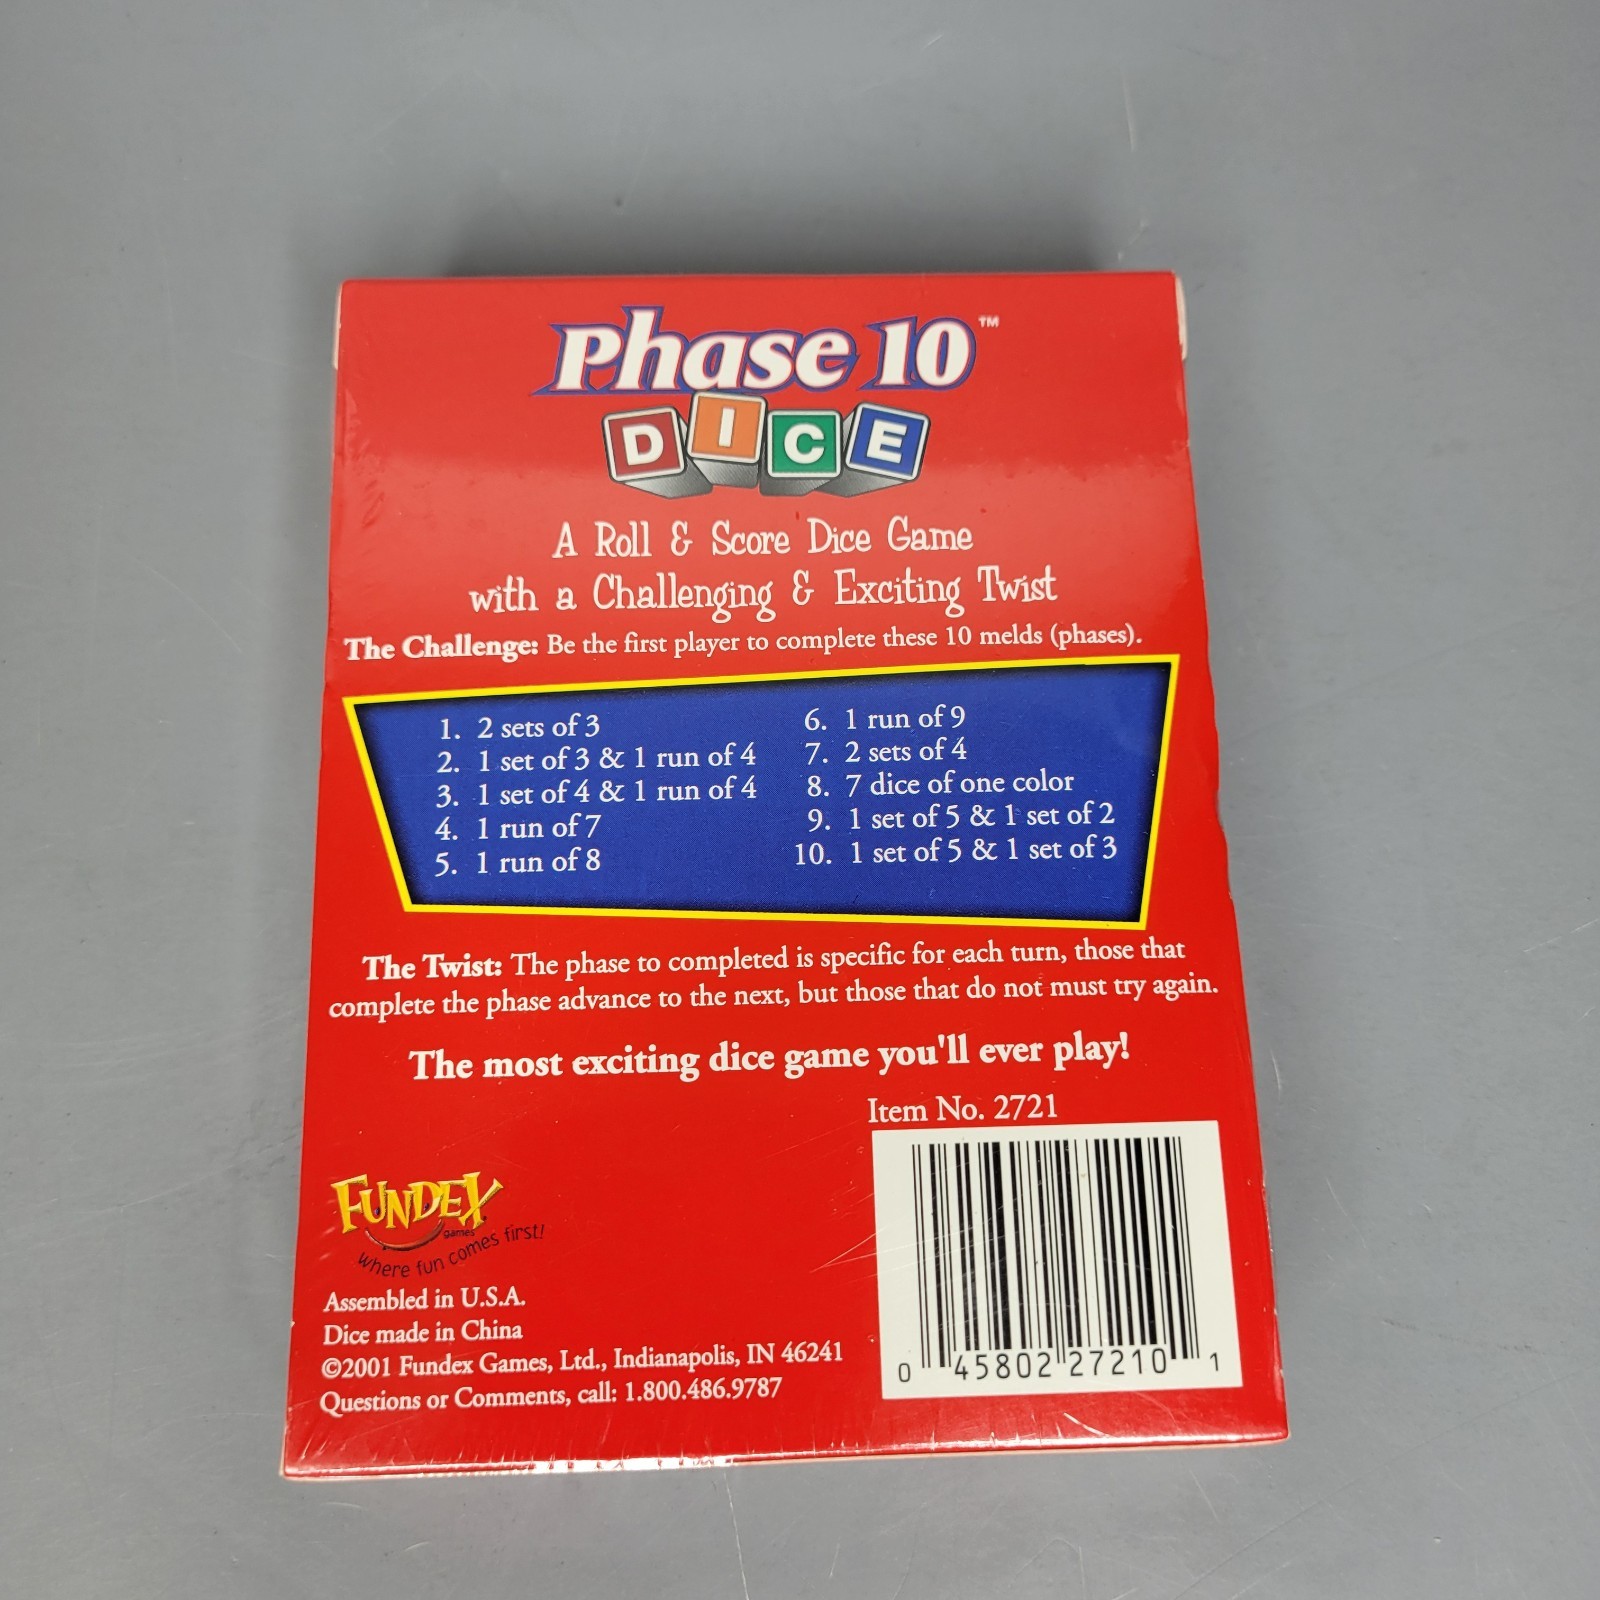 Phase 10™
DICE
A Roll & Score Dice Game
with a Challenging & Exciting Twist
The Challenge: Be the first player to complete these 10 melds (phases).
1. 2 sets of 3
2. 1 set of 3 & 1 run of 4
3. 1 set of 4 & 1 run of 4
4. 1 run of 7
5. 1 run of 8
6. 1 run of 9
7. 2 sets of 4
8. 7 dice of one color
9. 1 set of 5 & 1 set of 2
10. 1 set of 5 & 1 set of 3
The Twist: The phase to completed is specific for each turn, those that
complete the phase advance to the next, but those that do not must try again.
The most exciting dice game you'll ever play!
Item No. 2721
FUNDEX
games
where fun comes first!
Assembled in U.S.A.
Dice made in China
©2001 Fundex Games, Ltd., Indianapolis, IN 46241
Questions or Comments, call: 1.800.486.9787
0 45802 27210 1